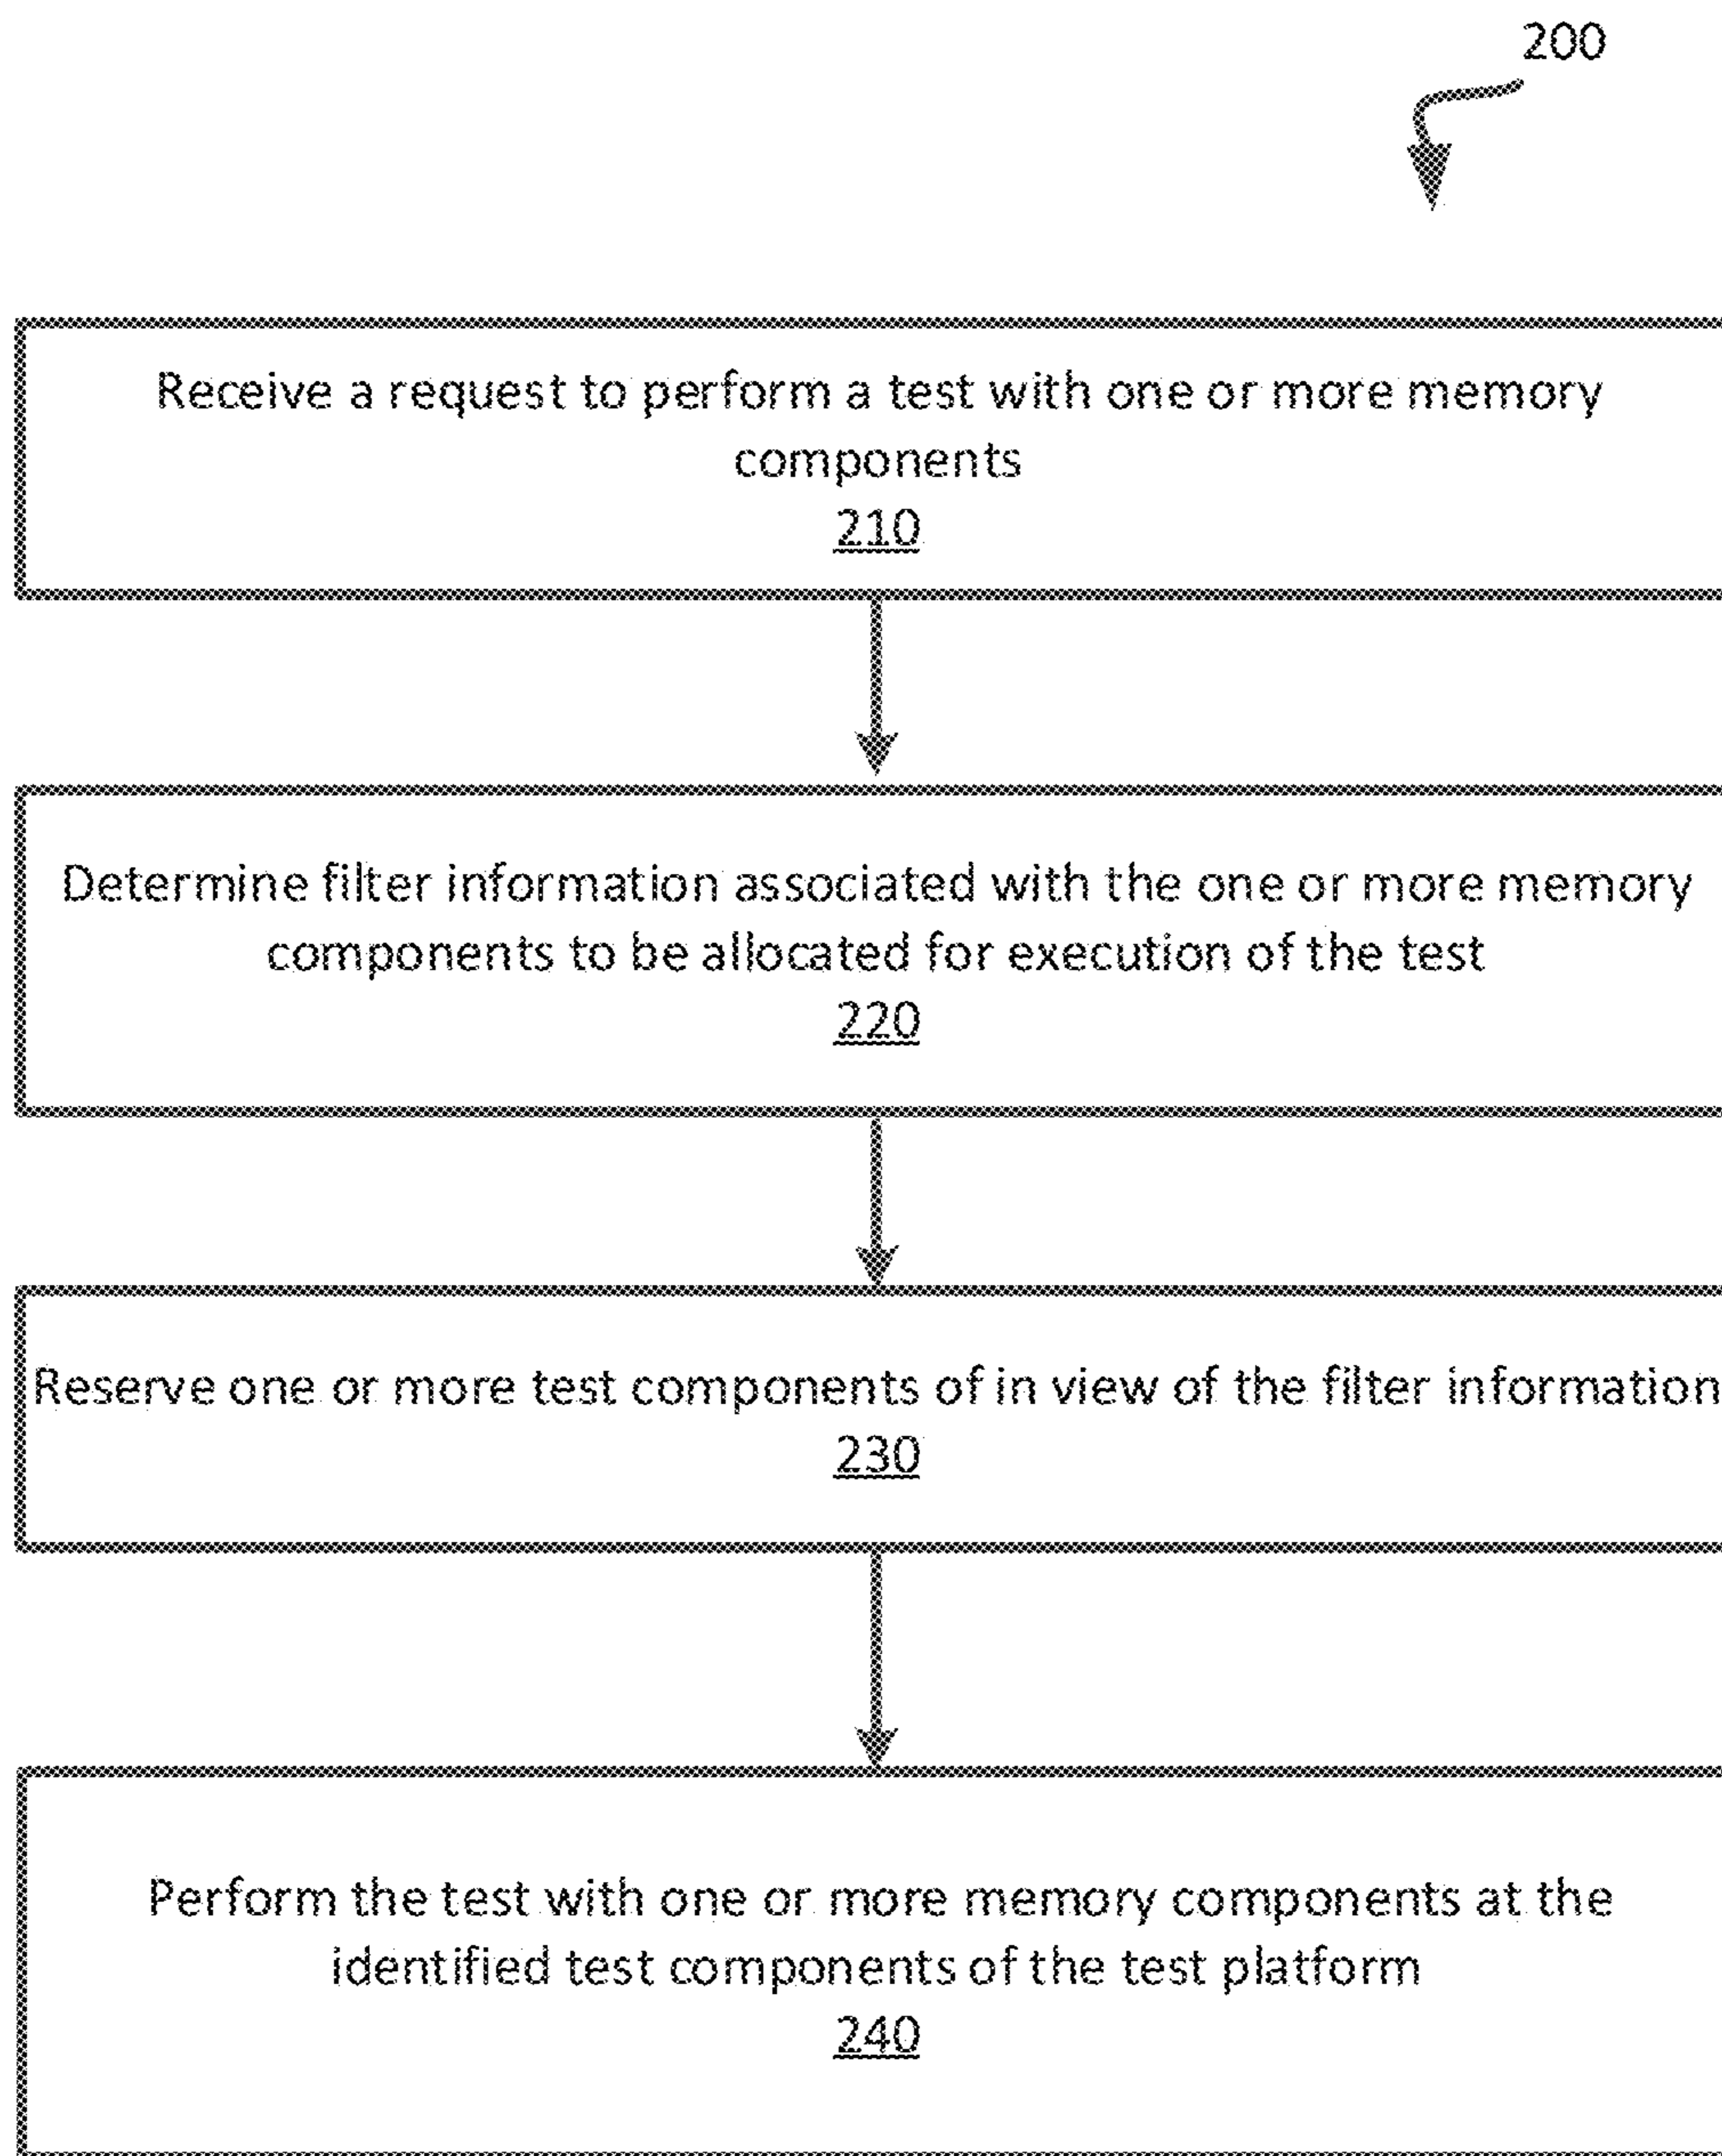 200
Receive a request to perform a test with one or more memory
components
210
Determine filter information associated with the one or more memory
components to be allocated for execution of the test
220
Reserve one or more test components of in view of the filter information
230
Perform the test with one or more memory components at the
identified test components of the test platform
240